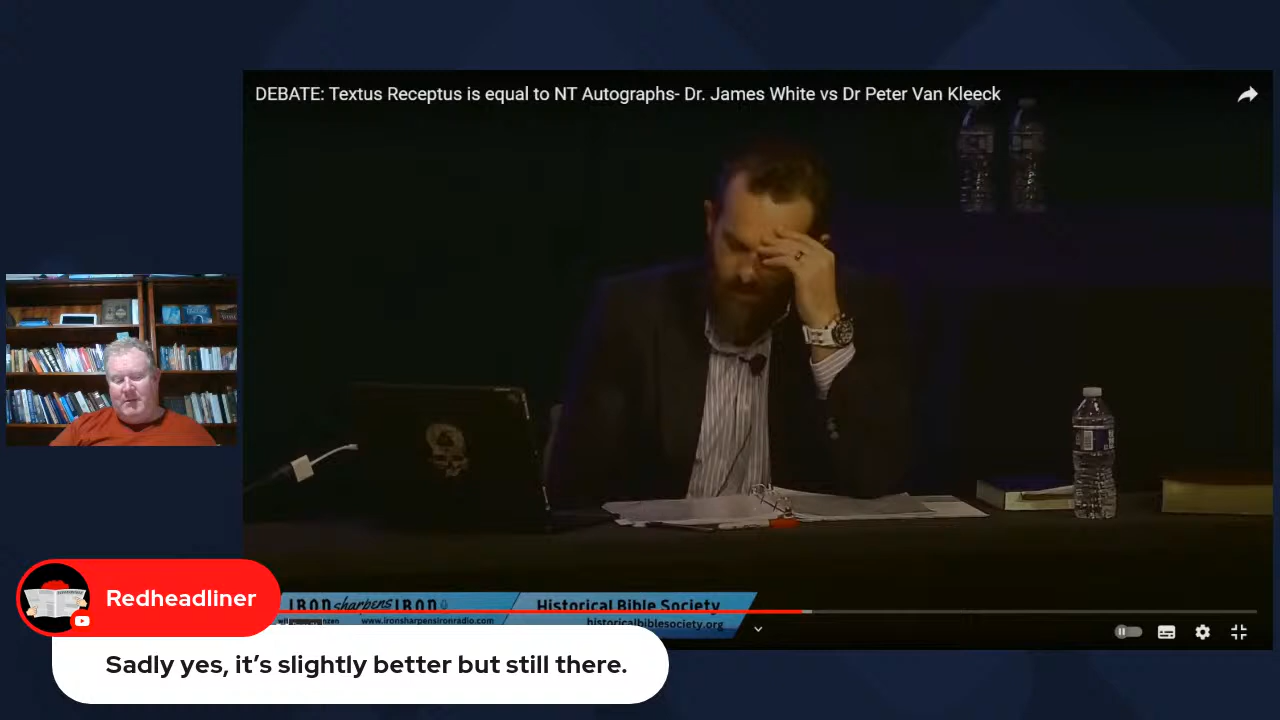 DEBATE: Textus Receptus is equal to NT Autographs- Dr. James White vs Dr Peter Van Kleeck
IRON sharpens IRON
Historical Bible Society
www.ironsharpensironradio.com
historicalbiblesociety.org
Redheadliner
Sadly yes, it’s slightly better but still there.